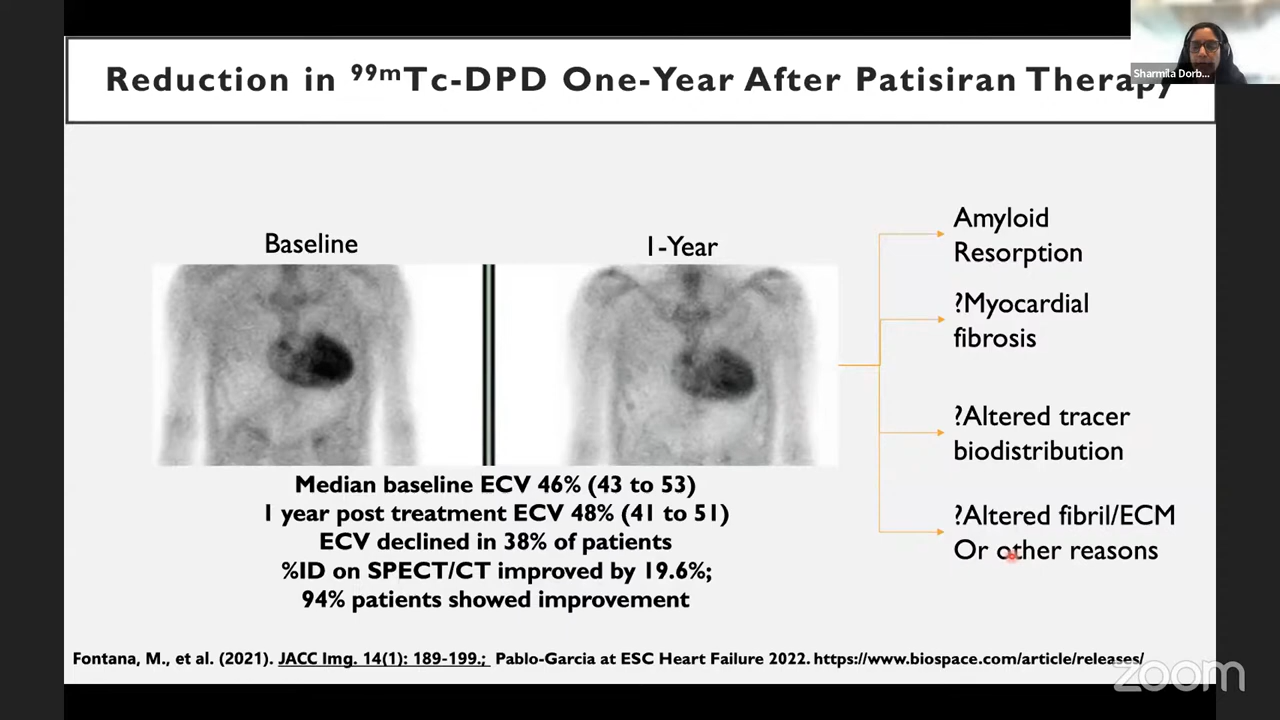 Reduction in ⁹⁹ᵐTc-DPD One-Year After Patisiran Therapy
Sharmila Dorb...
Baseline
1-Year
Median baseline ECV 46% (43 to 53)
1 year post treatment ECV 48% (41 to 51)
ECV declined in 38% of patients
%ID on SPECT/CT improved by 19.6%;
94% patients showed improvement
Amyloid
Resorption
?Myocardial
fibrosis
?Altered tracer
biodistribution
?Altered fibril/ECM
Or other reasons
Fontana, M., et al. (2021). JACC Img. 14(1): 189-199.; Pablo-Garcia at ESC Heart Failure 2022. https://www.biospace.com/article/releases/
zoom